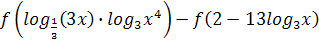 f(log_{1/3}(3x) · log_3 x^4) − f(2 − 13log_3 x)